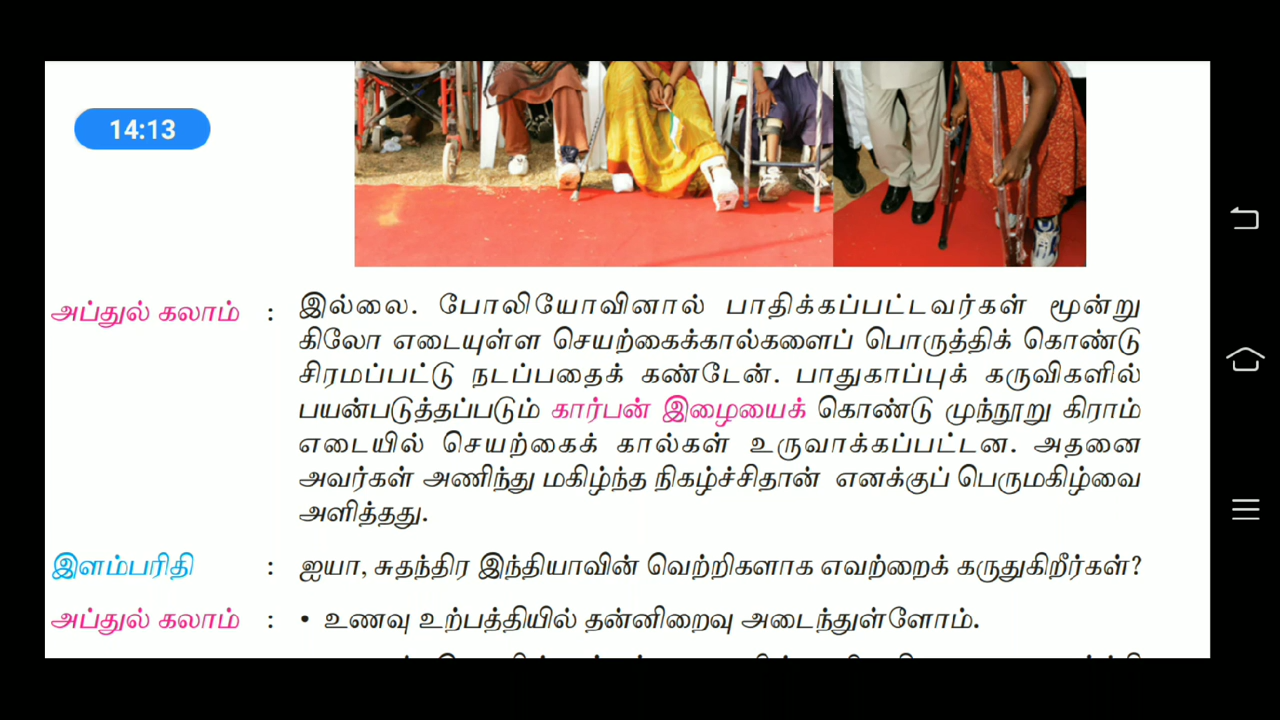 14:13
அப்துல் கலாம் : இல்லை. போலியோவினால் பாதிக்கப்பட்டவர்கள் மூன்று
கிலோ எடையுள்ள செயற்கைக்கால்களைப் பொருத்திக் கொண்டு
சிரமப்பட்டு நடப்பதைக் கண்டேன். பாதுகாப்புக் கருவிகளில்
பயன்படுத்தப்படும் கார்பன் இழையைக் கொண்டு முந்நூறு கிராம்
எடையில் செயற்கைக் கால்கள் உருவாக்கப்பட்டன. அதனை
அவர்கள் அணிந்து மகிழ்ந்த நிகழ்ச்சிதான் எனக்குப் பெருமகிழ்வை
அளித்தது.
இளம்பரிதி : ஐயா, சுதந்திர இந்தியாவின் வெற்றிகளாக எவற்றைக் கருதுகிறீர்கள்?
அப்துல் கலாம் : • உணவு உற்பத்தியில் தன்னிறைவு அடைந்துள்ளோம்.